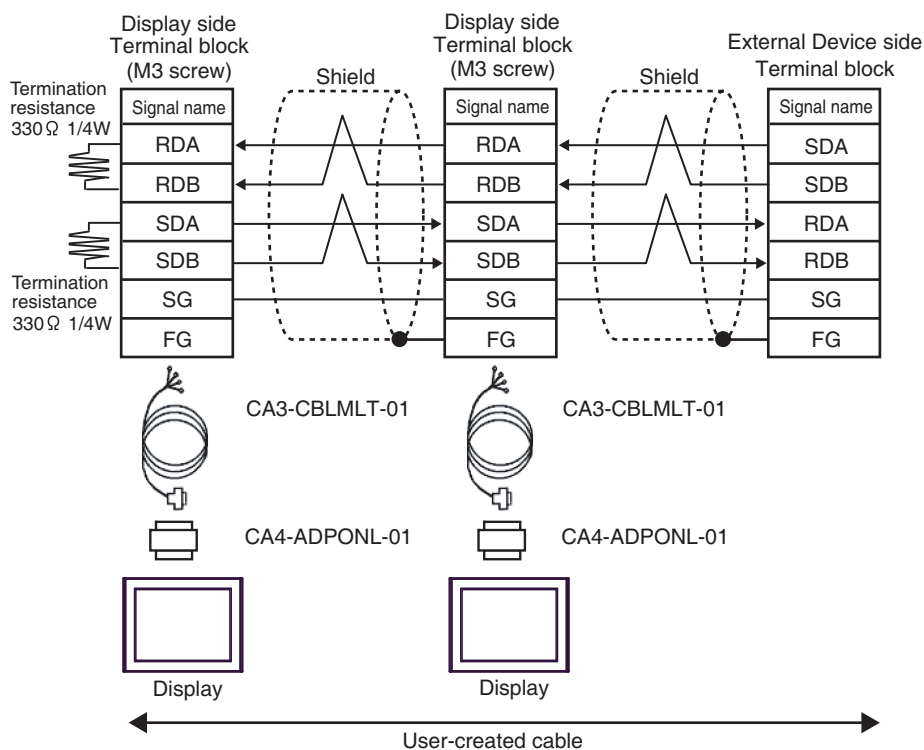 Display side
Terminal block
(M3 screw)
Display side
Terminal block
(M3 screw)
External Device side
Terminal block
Shield
Shield
Termination
resistance
330Ω 1/4W
Termination
resistance
330Ω 1/4W
Signal name
RDA
RDB
SDA
SDB
SG
FG
Signal name
RDA
RDB
SDA
SDB
SG
FG
Signal name
SDA
SDB
RDA
RDB
SG
FG
CA3-CBLMLT-01
CA3-CBLMLT-01
CA4-ADPONL-01
CA4-ADPONL-01
Display
Display
User-created cable